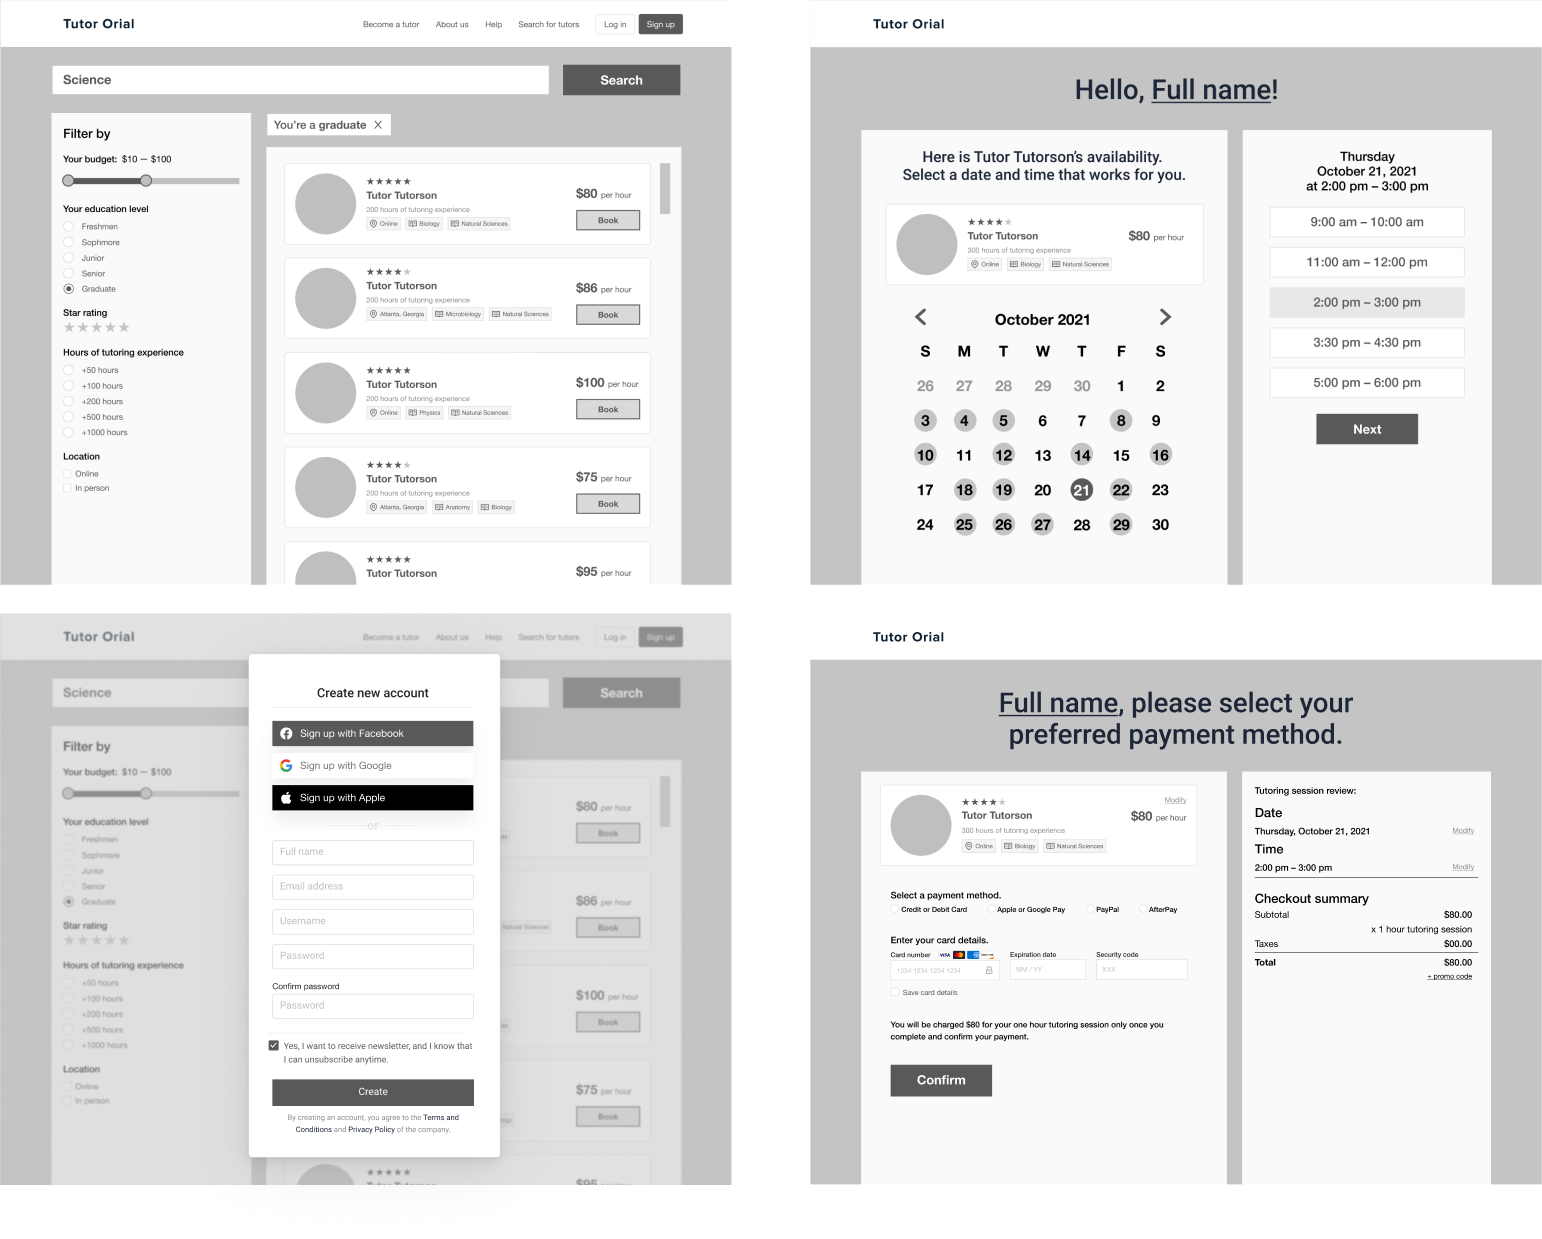 Tutor Orial
Become a tutor About us Help Search for tutors Log in Sign up
Science Search
Filter by
Your budget: $10 — $100
Your education level
Freshmen
Sophmore
Junior
Senior
Graduate
Star rating
Hours of tutoring experience
+50 hours
+100 hours
+200 hours
+500 hours
+1000 hours
Location
Online
In person
You're a graduate X
Tutor Tutorson
200 hours of tutoring experience
Online Biology Natural Sciences
$80 per hour
Book
Tutor Tutorson
200 hours of tutoring experience
Atlanta, Georgia Microbiology Natural Sciences
$86 per hour
Book
Tutor Tutorson
200 hours of tutoring experience
Online Physics Natural Sciences
$100 per hour
Book
Tutor Tutorson
200 hours of tutoring experience
Atlanta, Georgia Anatomy Biology
$75 per hour
Book
Tutor Tutorson
$95 per hour
Tutor Orial
Hello, Full name!
Here is Tutor Tutorson's availability.
Select a date and time that works for you.
Tutor Tutorson
300 hours of tutoring experience
Online Biology Natural Sciences
$80 per hour
October 2021
S M T W T F S
26 27 28 29 30 1 2
3 4 5 6 7 8 9
10 11 12 13 14 15 16
17 18 19 20 21 22 23
24 25 26 27 28 29 30
Thursday
October 21, 2021
at 2:00 pm – 3:00 pm
9:00 am – 10:00 am
11:00 am – 12:00 pm
2:00 pm – 3:00 pm
3:30 pm – 4:30 pm
5:00 pm – 6:00 pm
Next
Tutor Orial
Become a tutor About us Help Search for tutors Log in Sign up
Science Search
Filter by
Your budget: $10 — $100
Your education level
Freshmen
Sophmore
Junior
Senior
Graduate
Star rating
Hours of tutoring experience
+50 hours
+100 hours
+200 hours
+500 hours
+1000 hours
Location
Online
In person
Create new account
Sign up with Facebook
Sign up with Google
Sign up with Apple
or
Full name
Email address
Username
Password
Confirm password
Password
Yes, I want to receive newsletter, and I know that
I can unsubscribe anytime.
Create
By creating an account, you agree to the Terms and
Conditions and Privacy Policy of the company.
$80 per hour
Book
$86 per hour
Natural Sciences
Book
$100 per hour
Book
$75 per hour
Book
Tutor Tutorson
$95 per hour
Tutor Orial
Full name, please select your
preferred payment method.
Tutor Tutorson
300 hours of tutoring experience
Online Biology Natural Sciences
Modify
$80 per hour
Select a payment method.
Credit or Debit Card Apple or Google Pay PayPal AfterPay
Enter your card details.
Card number VISA Expiration date Security code
1234 1234 1234 1234 MM / YY XXX
Save card details
You will be charged $80 for your one hour tutoring session only once you
complete and confirm your payment.
Confirm
Tutoring session review:
Date
Thursday, October 21, 2021 Modify
Time
2:00 pm – 3:00 pm Modify
Checkout summary
Subtotal $80.00
x 1 hour tutoring session
Taxes $00.00
Total $80.00
+ promo code